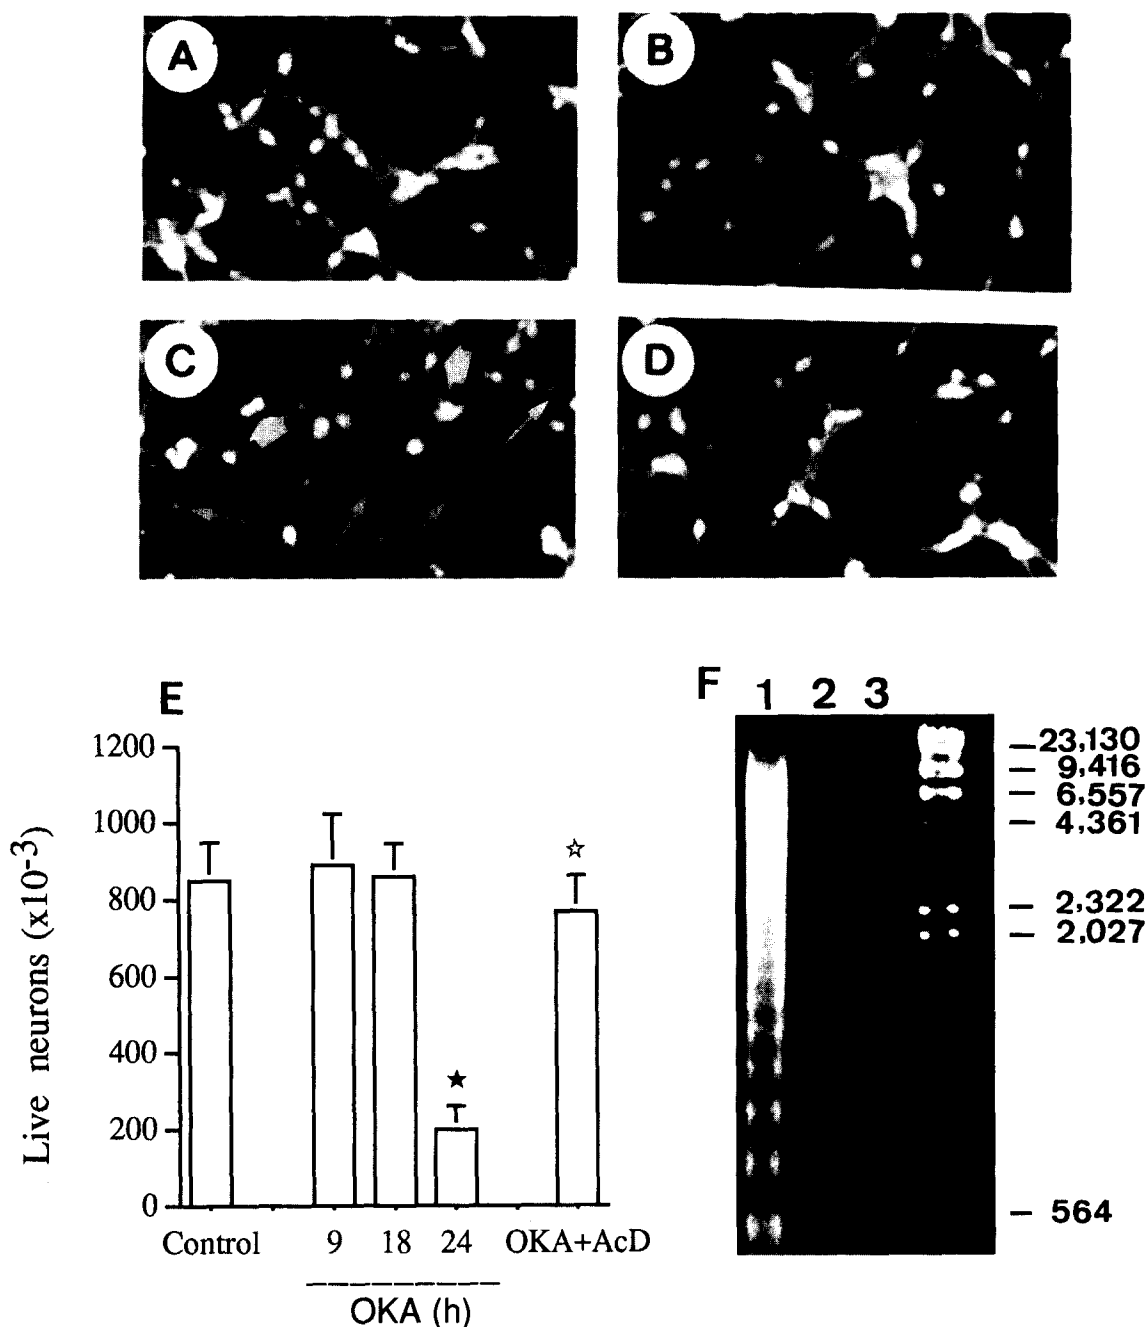 A
B
C
D
E
1200
1000
800
600
400
200
0
Live neurons (x10-3)
☆
★
Control 9 18 24 OKA+AcD
OKA (h)
F 1 2 3
23,130
9,416
6,557
4,361
2,322
2,027
564